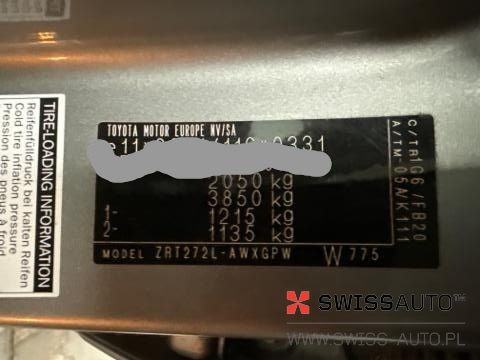 TOYOTA MOTOR EUROPE NV/SA
0331
2050 kg
3850 kg
1- 1215 kg
2- 1135 kg
MODEL ZRT272L-AWXGPW W775
C/TR 1G6 /FB20
A/TM -05A/K111
TIRE-LOADING INFORMATION
Reifenfülldruck bei kalten Reifen
Cold tire inflation pressure
Pression des pneus à froid
SWISSAUTO™
WWW.SWISS-AUTO.PL